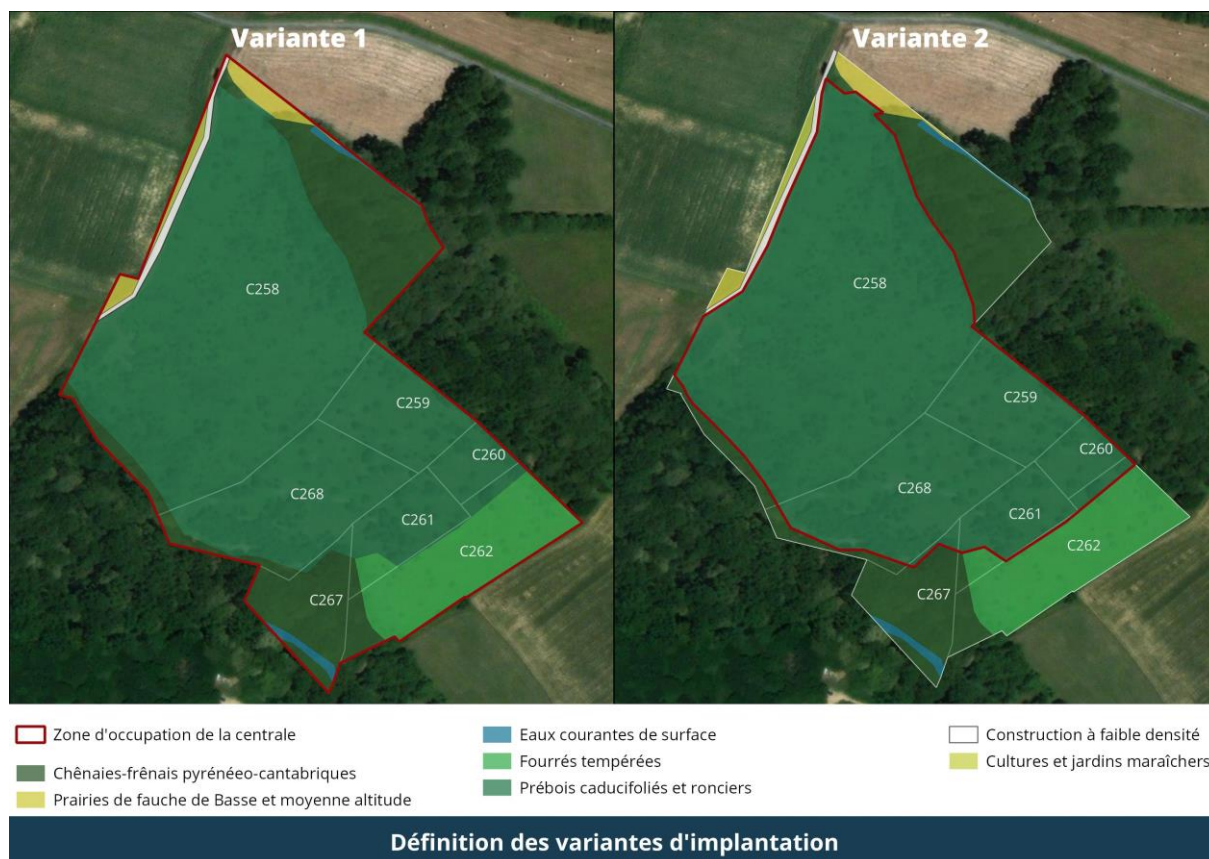 Variante 1
C258
C259
C260
C268
C261
C262
C267
Variante 2
C258
C259
C260
C268
C261
C262
C267
Zone d'occupation de la centrale
Chênaies-frênais pyrénéo-cantabriques
Prairies de fauche de Basse et moyenne altitude
Eaux courantes de surface
Fourrés tempérées
Prébois caducifoliés et ronciers
Construction à faible densité
Cultures et jardins maraîchers
Définition des variantes d'implantation